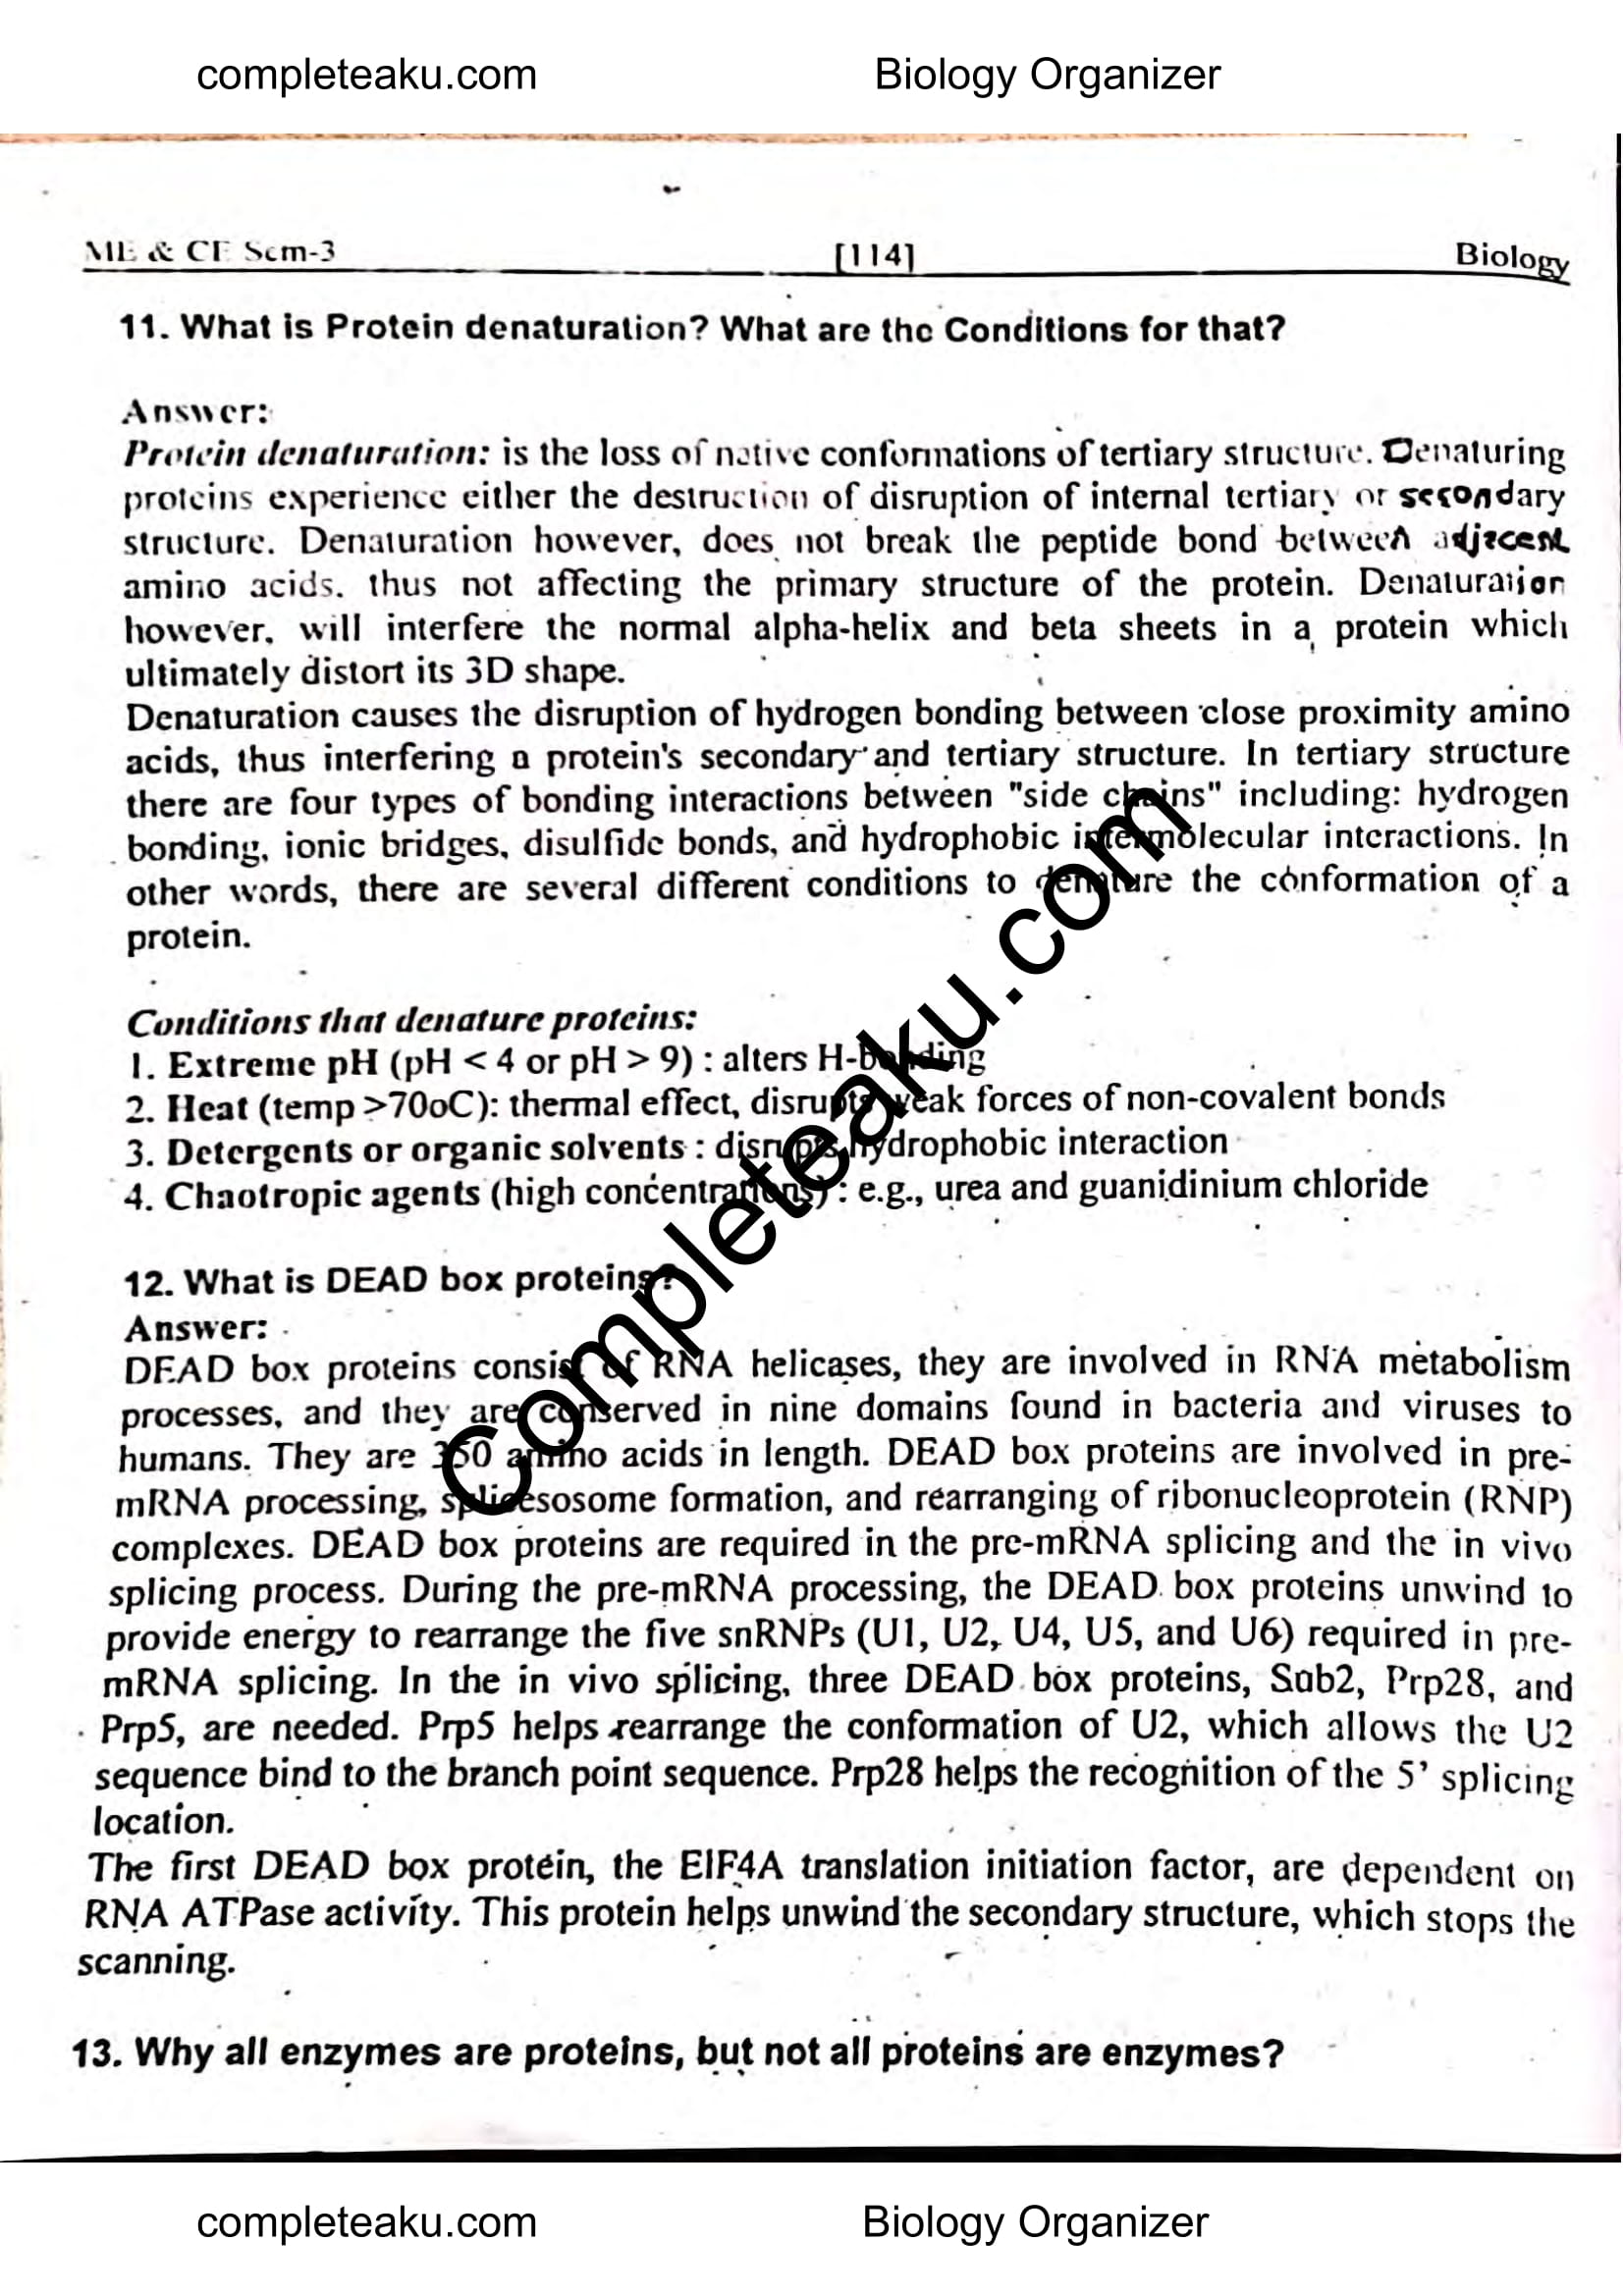 completeaku.com Biology Organizer
ME & CE Sem-3 [114] Biology
11. What is Protein denaturation? What are the Conditions for that?
Answer:
Protein denaturation: is the loss of native conformations of tertiary structure. Denaturing
proteins experience either the destruction of disruption of internal tertiary or secondary
structure. Denaturation however, does not break the peptide bond between adjacent
amino acids. thus not affecting the primary structure of the protein. Denaturation
however, will interfere the normal alpha-helix and beta sheets in a protein which
ultimately distort its 3D shape.
Denaturation causes the disruption of hydrogen bonding between close proximity amino
acids, thus interfering a protein's secondary and tertiary structure. In tertiary structure
there are four types of bonding interactions between "side chains" including: hydrogen
bonding, ionic bridges, disulfide bonds, and hydrophobic intermolecular interactions. In
other words, there are several different conditions to denature the conformation of a
protein.
Conditions that denature proteins:
1. Extreme pH (pH < 4 or pH > 9) : alters H-bonding
2. Heat (temp >70oC): thermal effect, disrupts weak forces of non-covalent bonds
3. Detergents or organic solvents : disrupts hydrophobic interaction
4. Chaotropic agents (high concentrations) : e.g., urea and guanidinium chloride
12. What is DEAD box proteins?
Answer:
DEAD box proteins consist of RNA helicases, they are involved in RNA metabolism
processes, and they are conserved in nine domains found in bacteria and viruses to
humans. They are 350 amino acids in length. DEAD box proteins are involved in pre-
mRNA processing, splicesosome formation, and rearranging of ribonucleoprotein (RNP)
complexes. DEAD box proteins are required in the pre-mRNA splicing and the in vivo
splicing process. During the pre-mRNA processing, the DEAD box proteins unwind to
provide energy to rearrange the five snRNPs (U1, U2, U4, U5, and U6) required in pre-
mRNA splicing. In the in vivo splicing, three DEAD box proteins, Sub2, Prp28, and
Prp5, are needed. Prp5 helps rearrange the conformation of U2, which allows the U2
sequence bind to the branch point sequence. Prp28 helps the recognition of the 5' splicing
location.
The first DEAD box protein, the EIF4A translation initiation factor, are dependent on
RNA ATPase activity. This protein helps unwind the secondary structure, which stops the
scanning.
13. Why all enzymes are proteins, but not all proteins are enzymes?
Completeaku.com
completeaku.com Biology Organizer